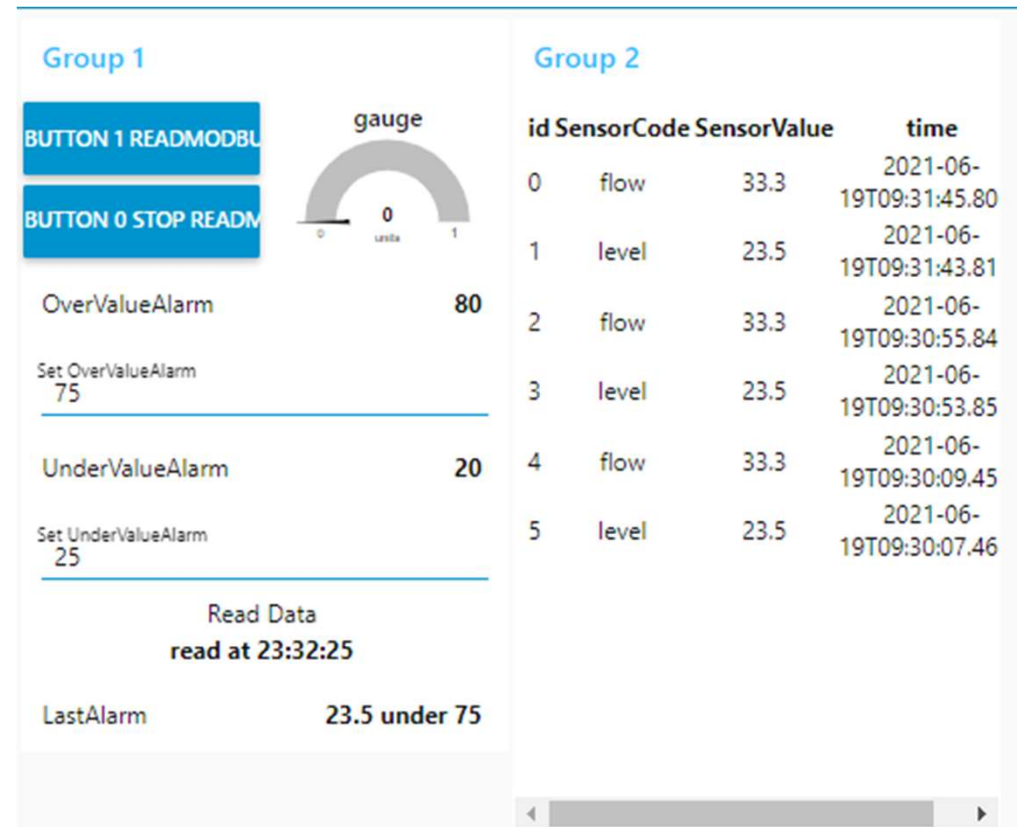 Group 1
BUTTON 1 READMODBU
BUTTON 0 STOP READM
gauge
0
0 units 1
OverValueAlarm 80
Set OverValueAlarm
75
UnderValueAlarm 20
Set UnderValueAlarm
25
Read Data
read at 23:32:25
LastAlarm 23.5 under 75
Group 2
id SensorCode SensorValue time
0 flow 33.3 2021-06-
19T09:31:45.80
1 level 23.5 2021-06-
19T09:31:43.81
2 flow 33.3 2021-06-
19T09:30:55.84
3 level 23.5 2021-06-
19T09:30:53.85
4 flow 33.3 2021-06-
19T09:30:09.45
5 level 23.5 2021-06-
19T09:30:07.46